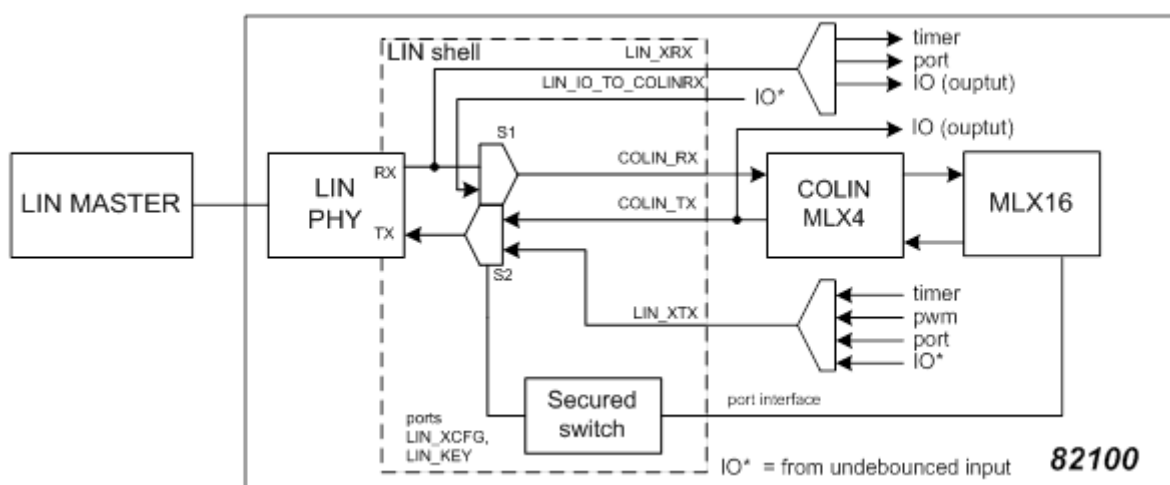 LIN shell
LIN_XRX
timer
port
IO (ouptut)
LIN_IO_TO_COLINRX
IO*
IO (ouptut)
S1
RX
COLIN_RX
LIN MASTER
LIN
PHY
COLIN
MLX4
MLX16
COLIN_TX
TX
S2
LIN_XTX
timer
pwm
port
IO*
Secured
switch
port interface
ports
LIN_XCFG,
LIN_KEY
IO* = from undebounced input
82100